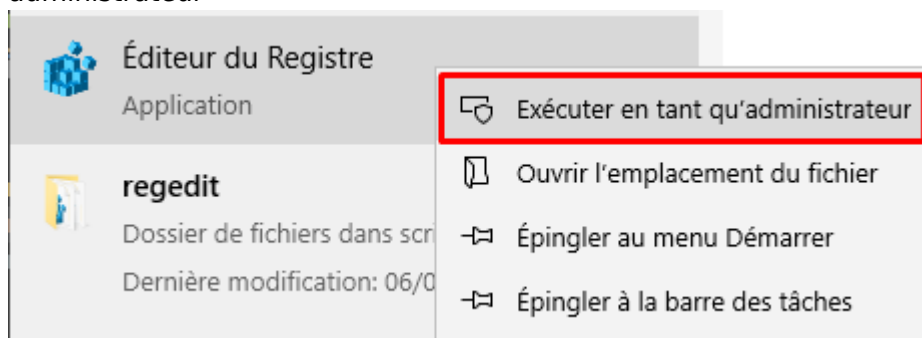 Éditeur du Registre
Application
Exécuter en tant qu'administrateur
Ouvrir l'emplacement du fichier
Épingler au menu Démarrer
Épingler à la barre des tâches
regedit
Dossier de fichiers dans scri
Dernière modification: 06/0